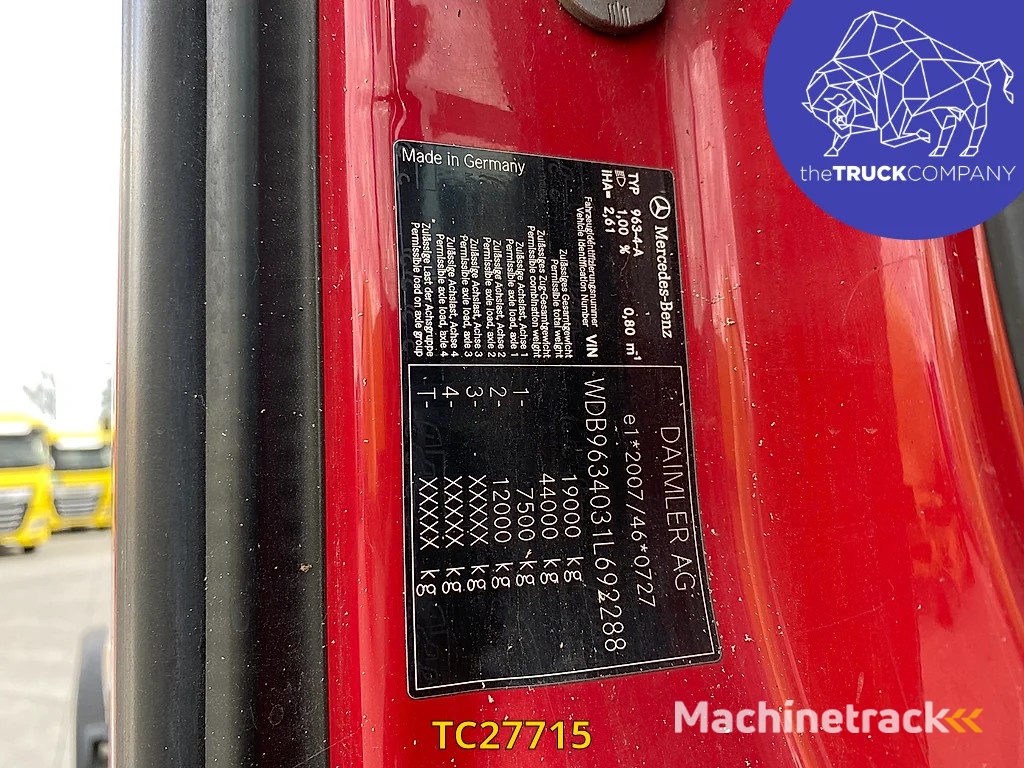 theTRUCKCOMPANY
Mercedes-Benz
TYP 963-4-A
1,00 % 0,80 m⁻¹
IHA= 2,61
Fahrzeugidentifizierungsnummer
Vehicle Identification Number VIN
Zulässiges Gesamtgewicht
Permissible total weight
Zulässiges Zug-Gesamtgewicht
Permissible combination weight
Zulässige Achslast, Achse 1
Permissible axle load, axle 1
Zulässige Achslast, Achse 2
Permissible axle load, axle 2
Zulässige Achslast, Achse 3
Permissible axle load, axle 3
Zulässige Achslast, Achse 4
Permissible axle load, axle 4
Zulässige Last der Achsgruppe
Permissible load on axle group
Made in Germany
DAIMLER AG
e1*2007/46*0727
WDB9634031L692288
19000 kg
44000 kg
1- 7500 kg
2- 12000 kg
3- XXXXX kg
4- XXXXX kg
T- XXXXX kg
TC27715
Machinetrack